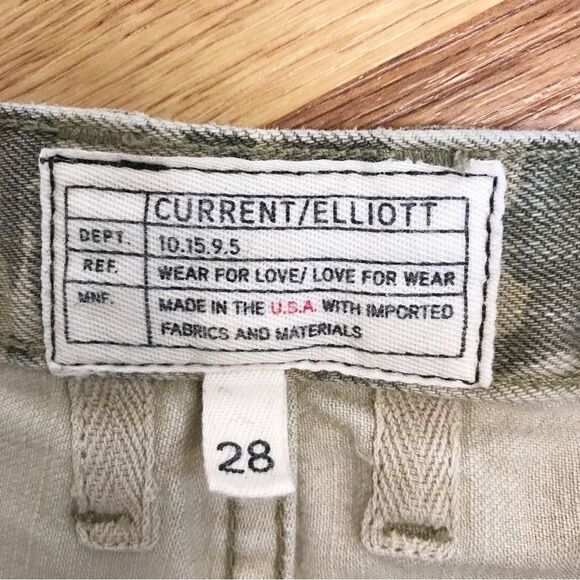 CURRENT/ELLIOTT
DEPT. 10.15.9.5
REF. WEAR FOR LOVE/ LOVE FOR WEAR
MNF. MADE IN THE U.S.A. WITH IMPORTED
FABRICS AND MATERIALS
28